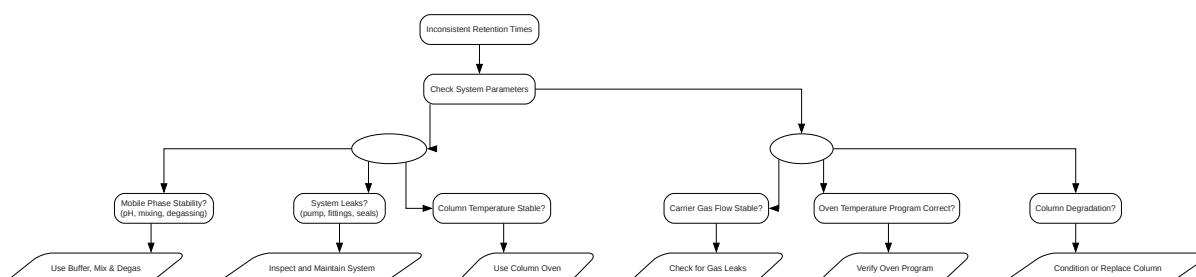 Inconsistent Retention Times
Check System Parameters
Mobile Phase Stability?
(pH, mixing, degassing)
System Leaks?
(pump, fittings, seals)
Column Temperature Stable?
Carrier Gas Flow Stable?
Oven Temperature Program Correct?
Column Degradation?
Use Buffer, Mix & Degas
Inspect and Maintain System
Use Column Oven
Check for Gas Leaks
Verify Oven Program
Condition or Replace Column